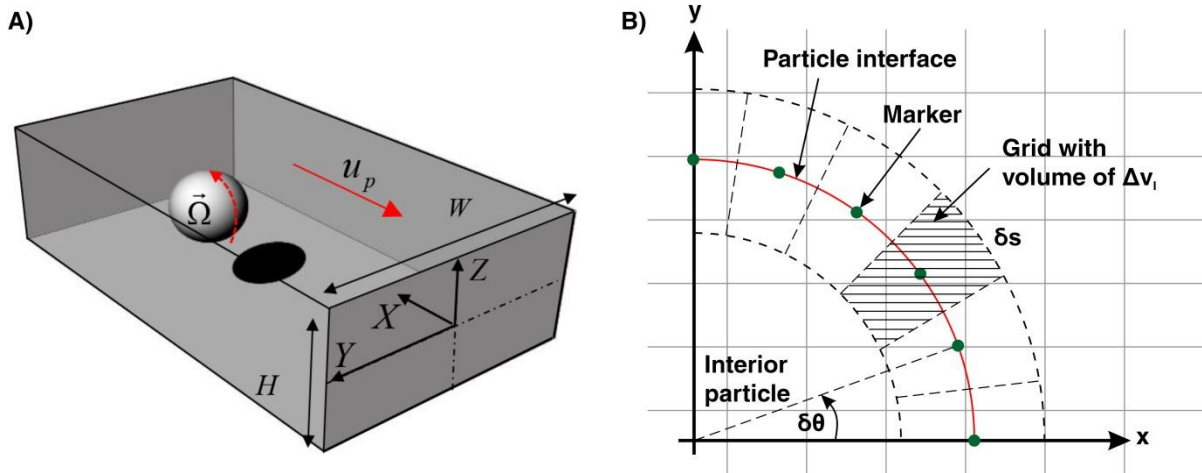 A)
u_p
W
Ω
Z
X
Y
H
B)
y
Particle interface
Marker
Grid with
volume of Δv_l
δs
Interior
particle
δθ
x